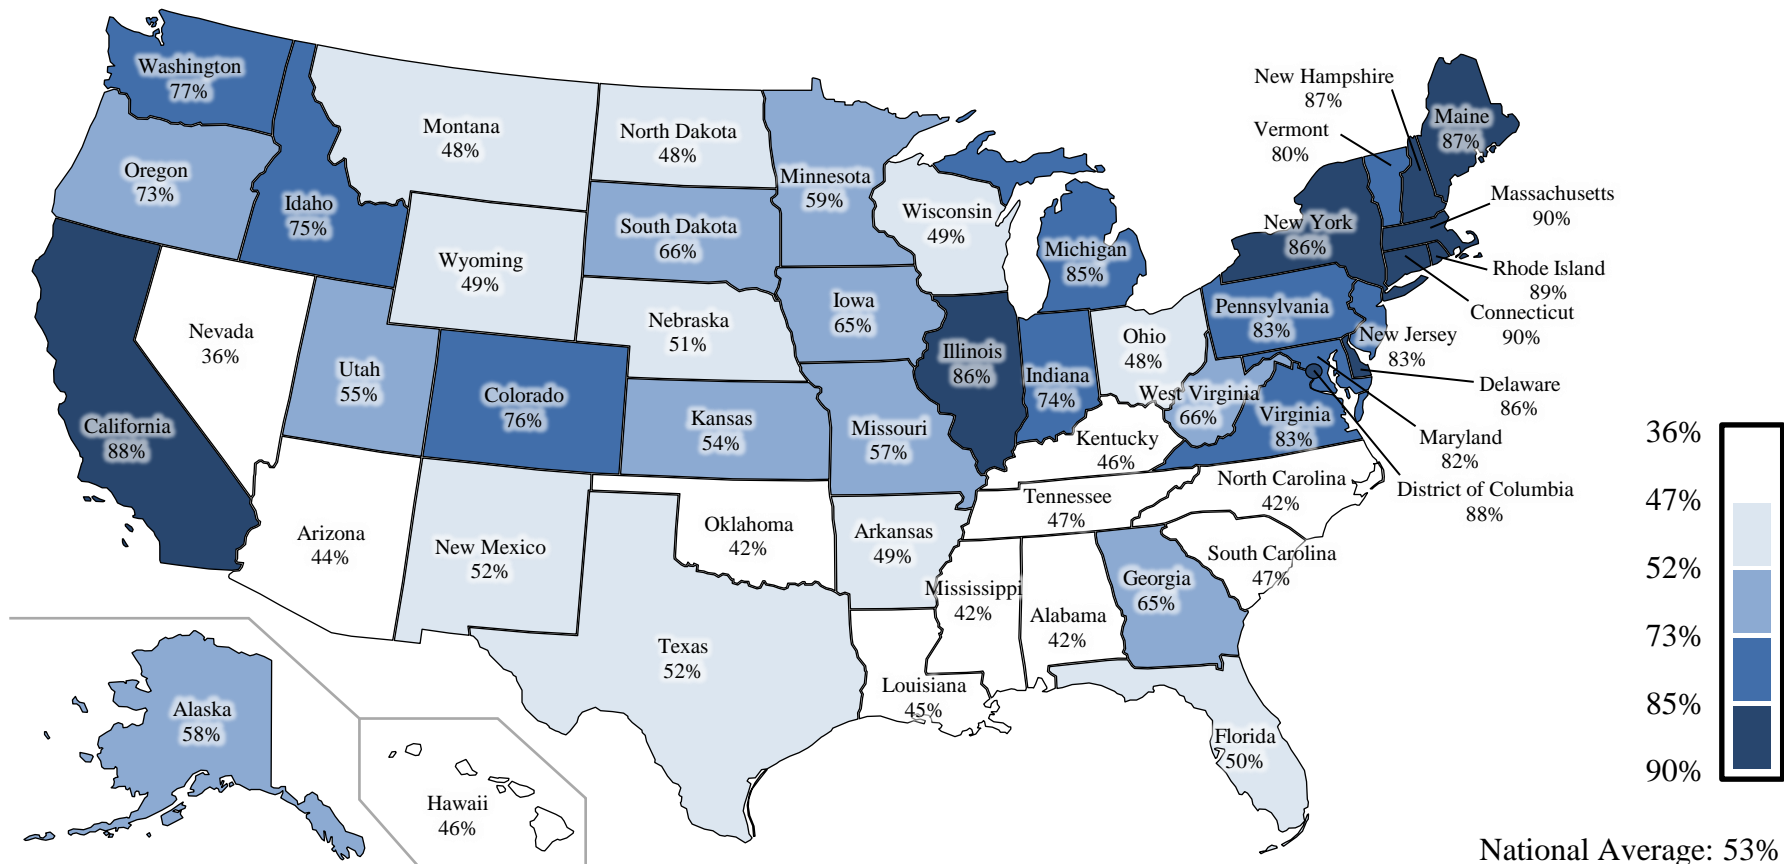 Washington
77%
Oregon
73%
Idaho
75%
Montana
48%
North Dakota
48%
Minnesota
59%
South Dakota
66%
Wyoming
49%
Wisconsin
49%
Michigan
85%
New Hampshire
87%
Vermont
80%
Maine
87%
Massachusetts
90%
New York
86%
Rhode Island
89%
Connecticut
90%
Pennsylvania
83%
New Jersey
83%
Delaware
86%
Maryland
82%
District of Columbia
88%
Nevada
36%
Utah
55%
Colorado
76%
California
88%
Nebraska
51%
Iowa
65%
Illinois
86%
Indiana
74%
Ohio
48%
West Virginia
66%
Virginia
83%
Kansas
54%
Missouri
57%
Kentucky
46%
North Carolina
42%
Tennessee
47%
South Carolina
47%
Arizona
44%
New Mexico
52%
Oklahoma
42%
Arkansas
49%
Mississippi
42%
Alabama
42%
Georgia
65%
Texas
52%
Louisiana
45%
Florida
50%
Alaska
58%
Hawaii
46%
36%
47%
52%
73%
85%
90%
National Average: 53%